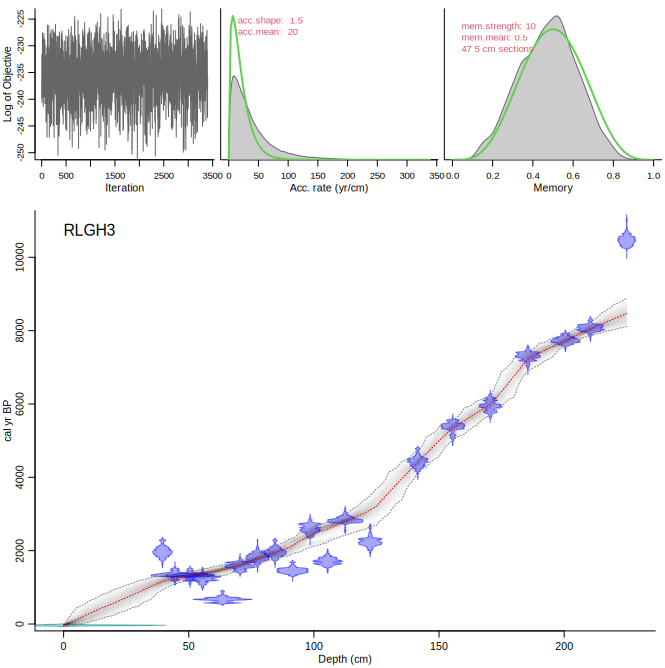 Log of Objective
-225
-230
-235
-240
-245
-250
0 500 1500 2500 3500
Iteration
acc.shape: 1.5
acc.mean: 20
0 50 100 150 200 250 300 350
Acc. rate (yr/cm)
mem.strength: 10
mem.mean: 0.5
47 5 cm sections
0.0 0.2 0.4 0.6 0.8 1.0
Memory
RLGH3
cal yr BP
10000
8000
6000
4000
2000
0
0 50 100 150 200
Depth (cm)